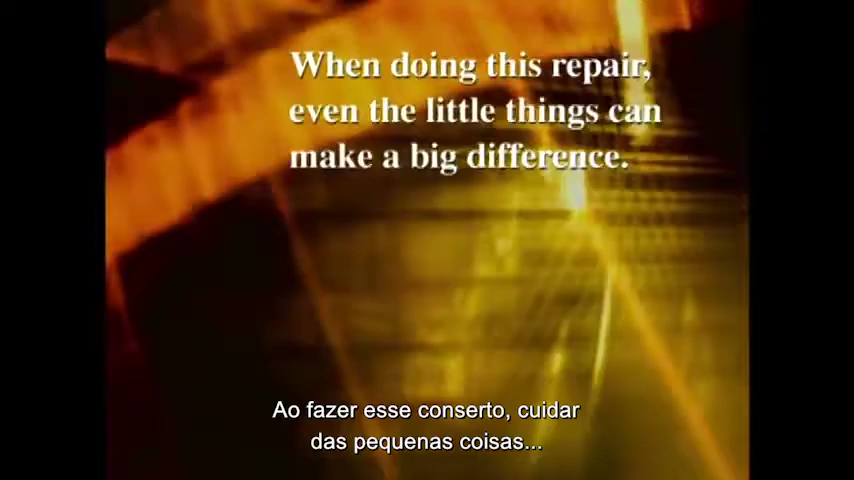 When doing this repair,
even the little things can
make a big difference.
Ao fazer esse conserto, cuidar
das pequenas coisas...